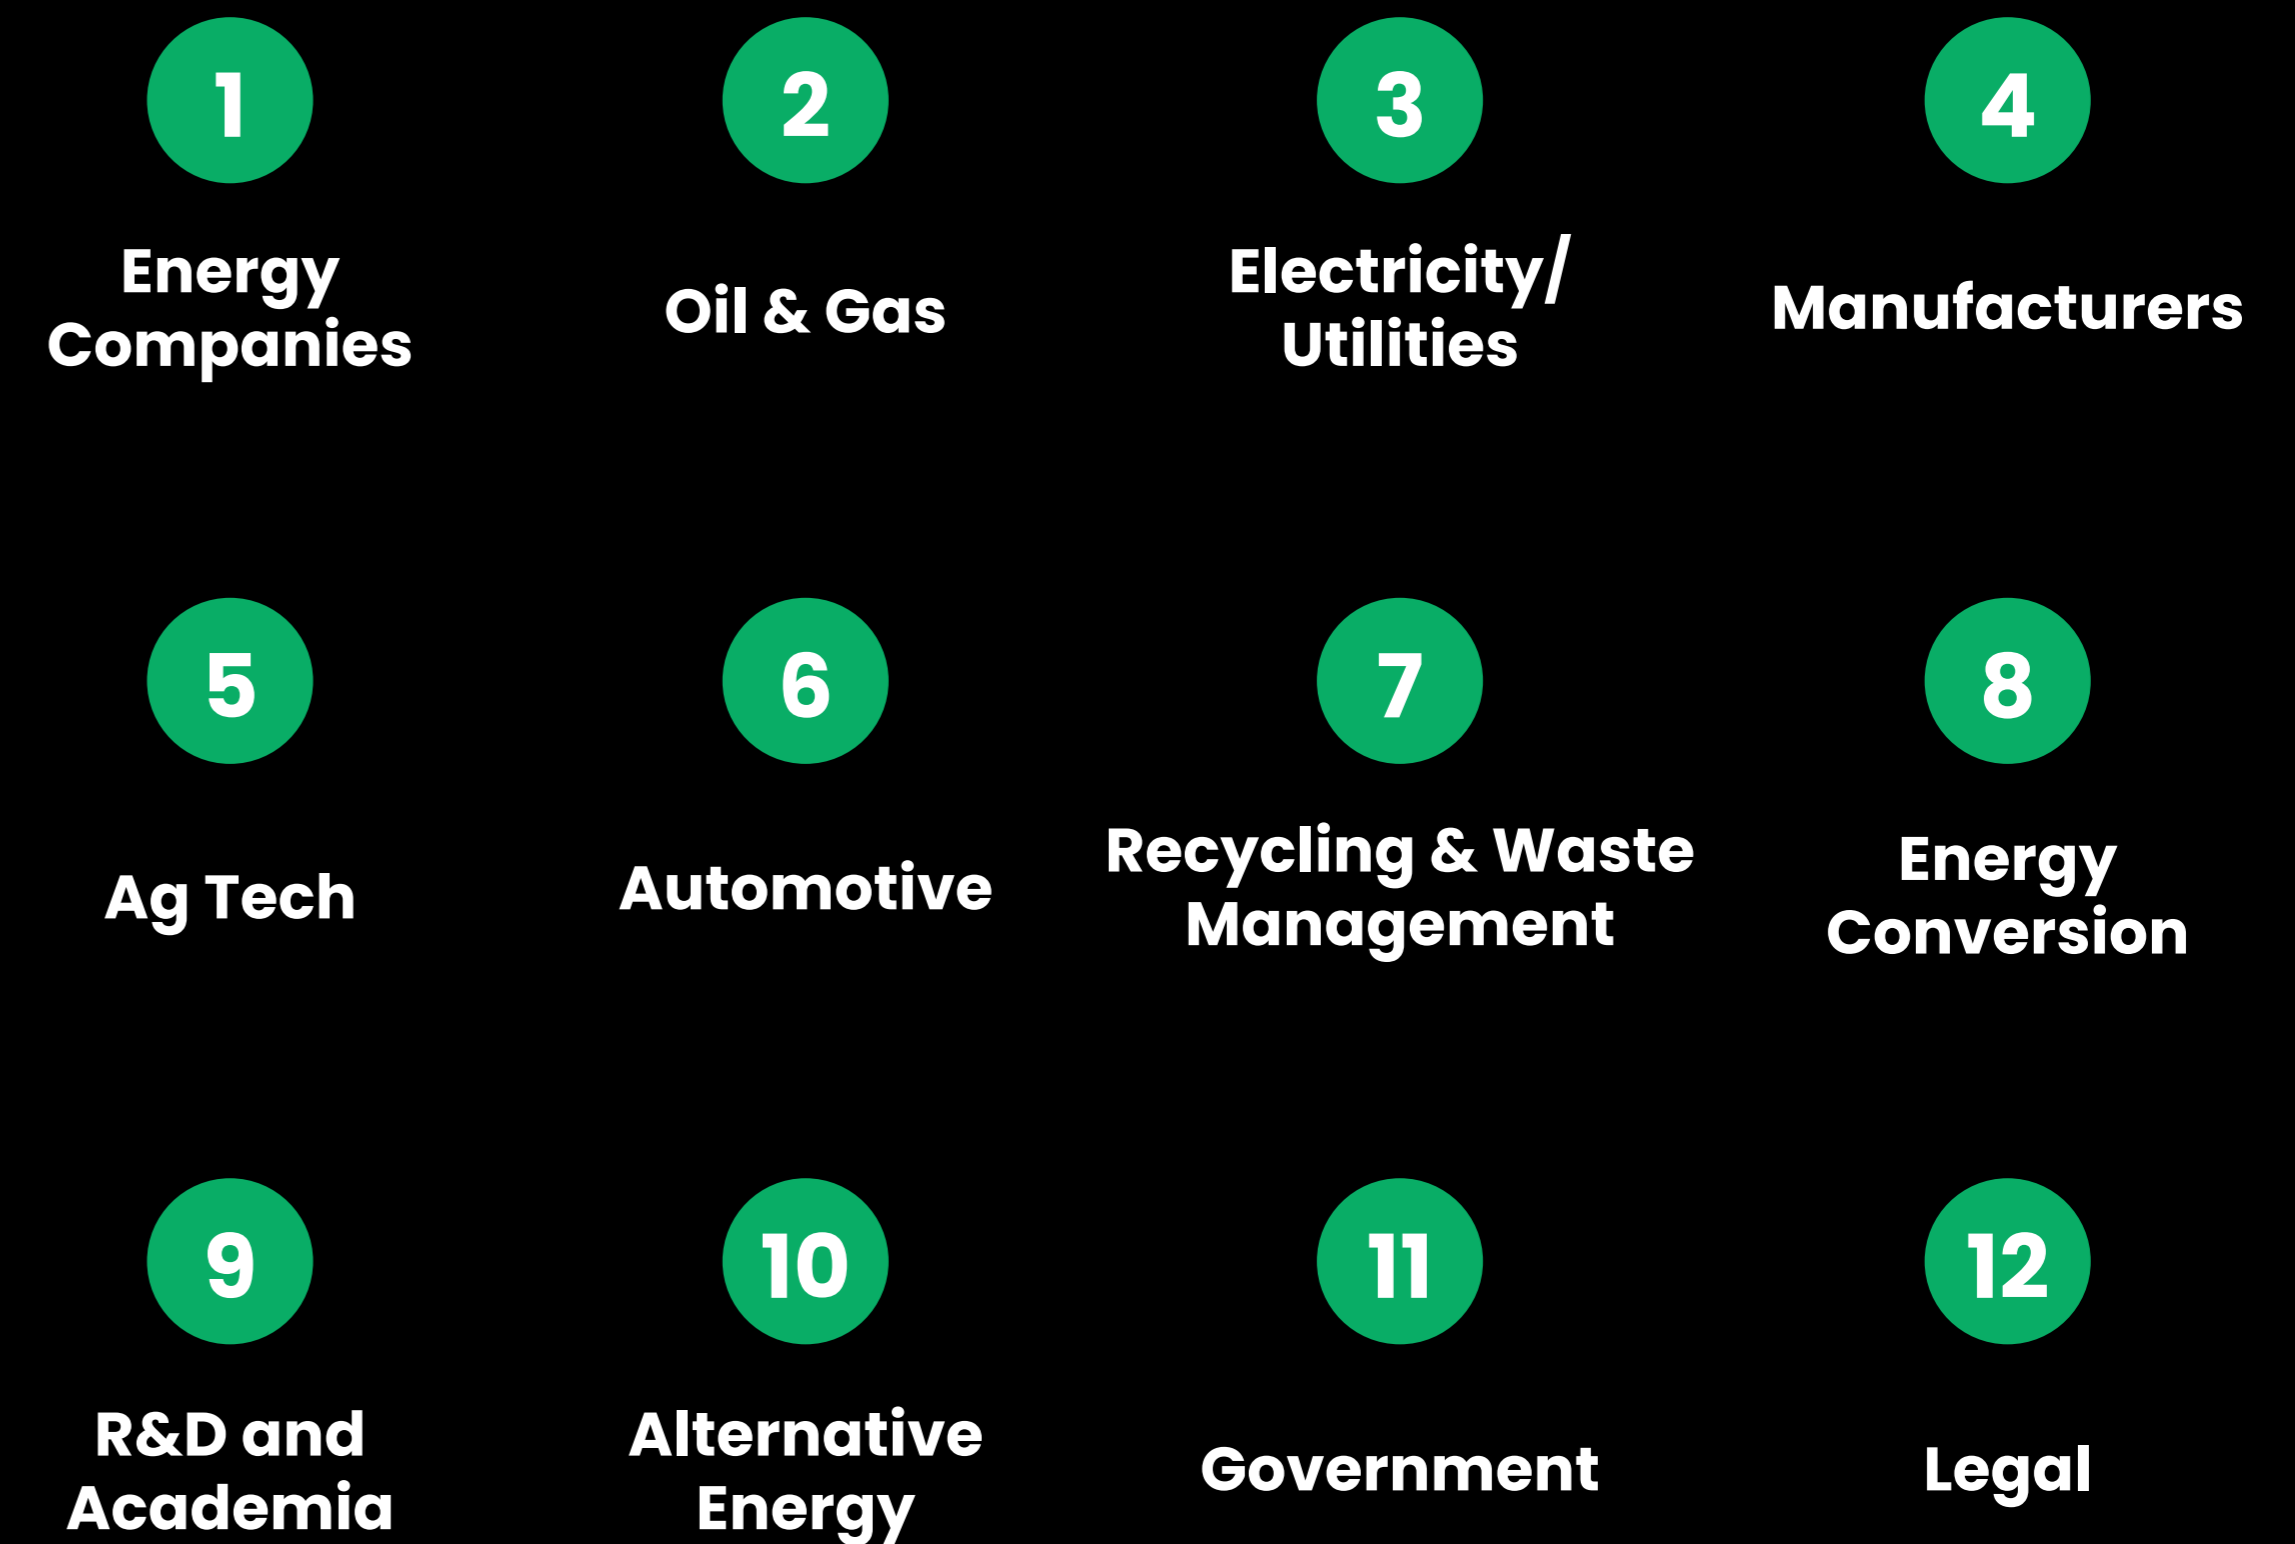 1
Energy
Companies
2
Oil & Gas
3
Electricity/
Utilities
4
Manufacturers
5
Ag Tech
6
Automotive
7
Recycling & Waste
Management
8
Energy
Conversion
9
R&D and
Academia
10
Alternative
Energy
11
Government
12
Legal